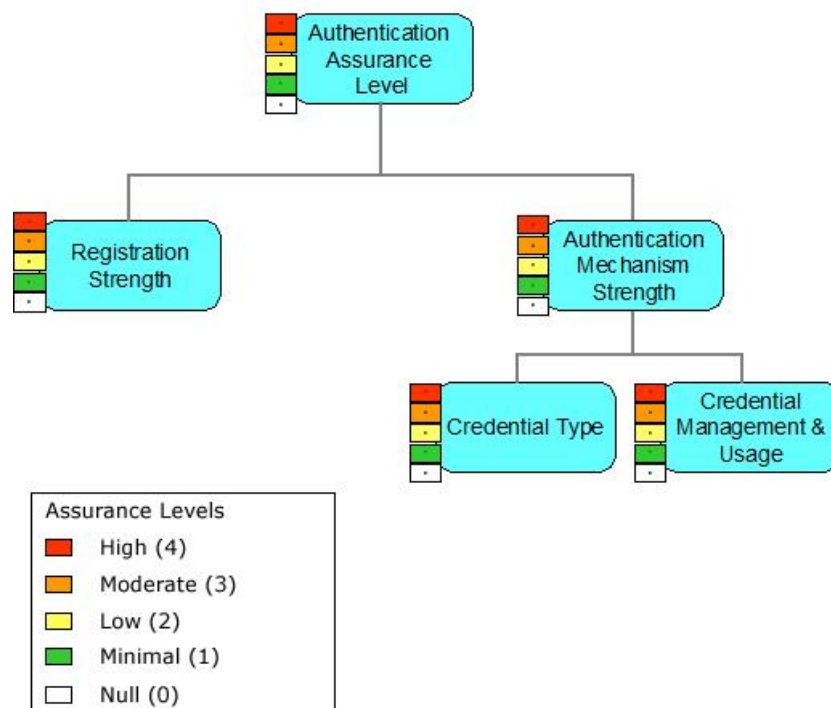 Authentication
Assurance
Level
Registration
Strength
Authentication
Mechanism
Strength
Credential Type
Credential
Management &
Usage
Assurance Levels
High (4)
Moderate (3)
Low (2)
Minimal (1)
Null (0)